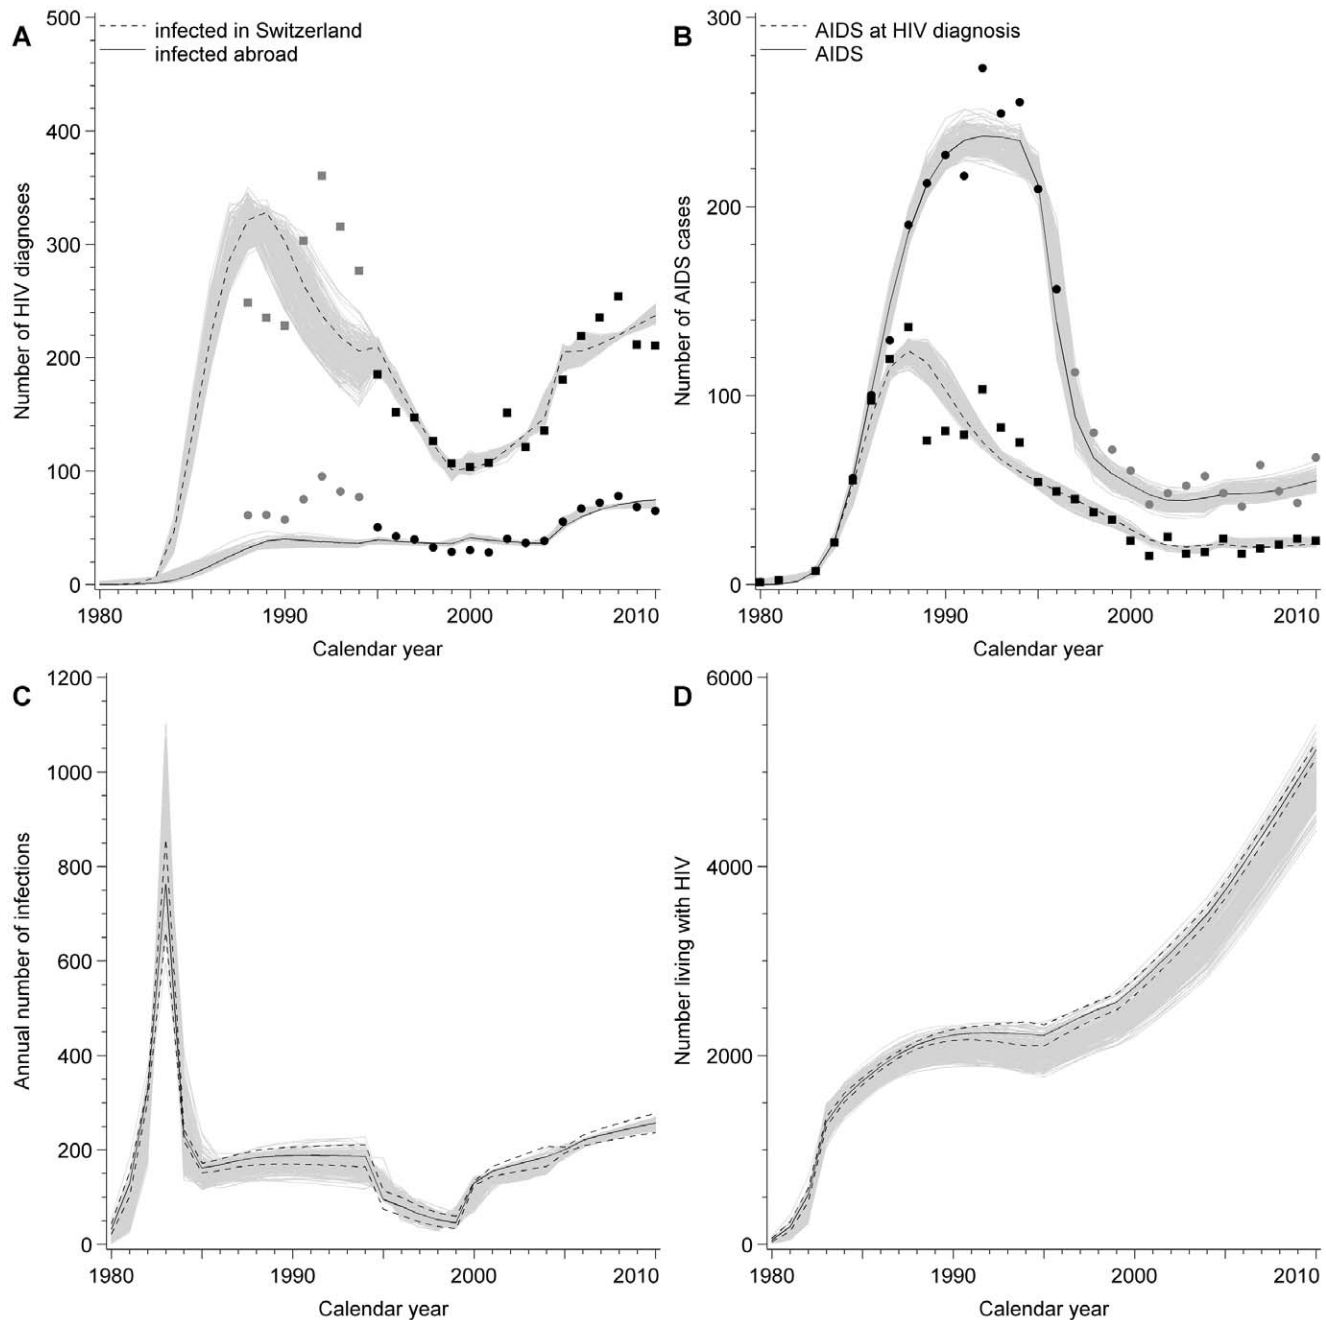 A
infected in Switzerland
infected abroad
Number of HIV diagnoses
500
400
300
200
100
0
1980
1990
2000
2010
Calendar year
B
AIDS at HIV diagnosis
AIDS
Number of AIDS cases
300
200
100
0
1980
1990
2000
2010
Calendar year
C
Annual number of infections
1200
1000
800
600
400
200
0
1980
1990
2000
2010
Calendar year
D
Number living with HIV
6000
4000
2000
0
1980
1990
2000
2010
Calendar year